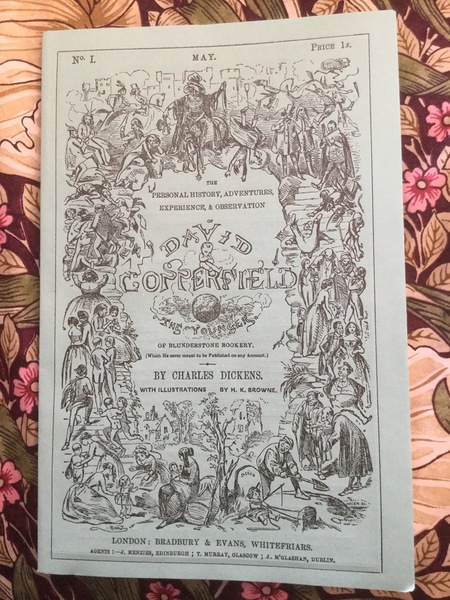 No. I.
MAY.
PRICE 1s.
THE
PERSONAL HISTORY, ADVENTURES,
EXPERIENCE, & OBSERVATION
OF
DAVID
COPPERFIELD
THE YOUNGER
OF BLUNDERSTONE ROOKERY.
(Which He never meant to be Published on any Account.)
BY CHARLES DICKENS.
WITH ILLUSTRATIONS BY H. K. BROWNE.
LONDON: BRADBURY & EVANS, WHITEFRIARS.
AGENTS:—J. MENZIES, EDINBURGH; T. MURRAY, GLASGOW; J. M'GLASHAN, DUBLIN.